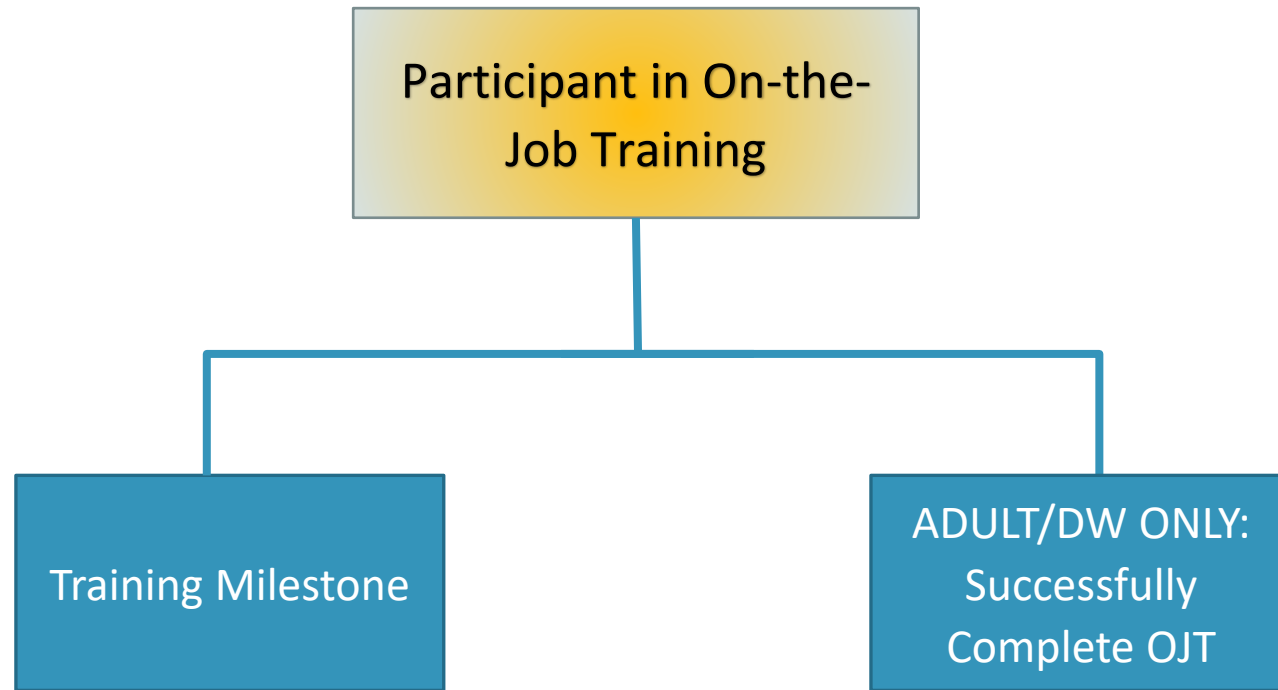 Participant in On-the-
Job Training
Training Milestone
ADULT/DW ONLY:
Successfully
Complete OJT